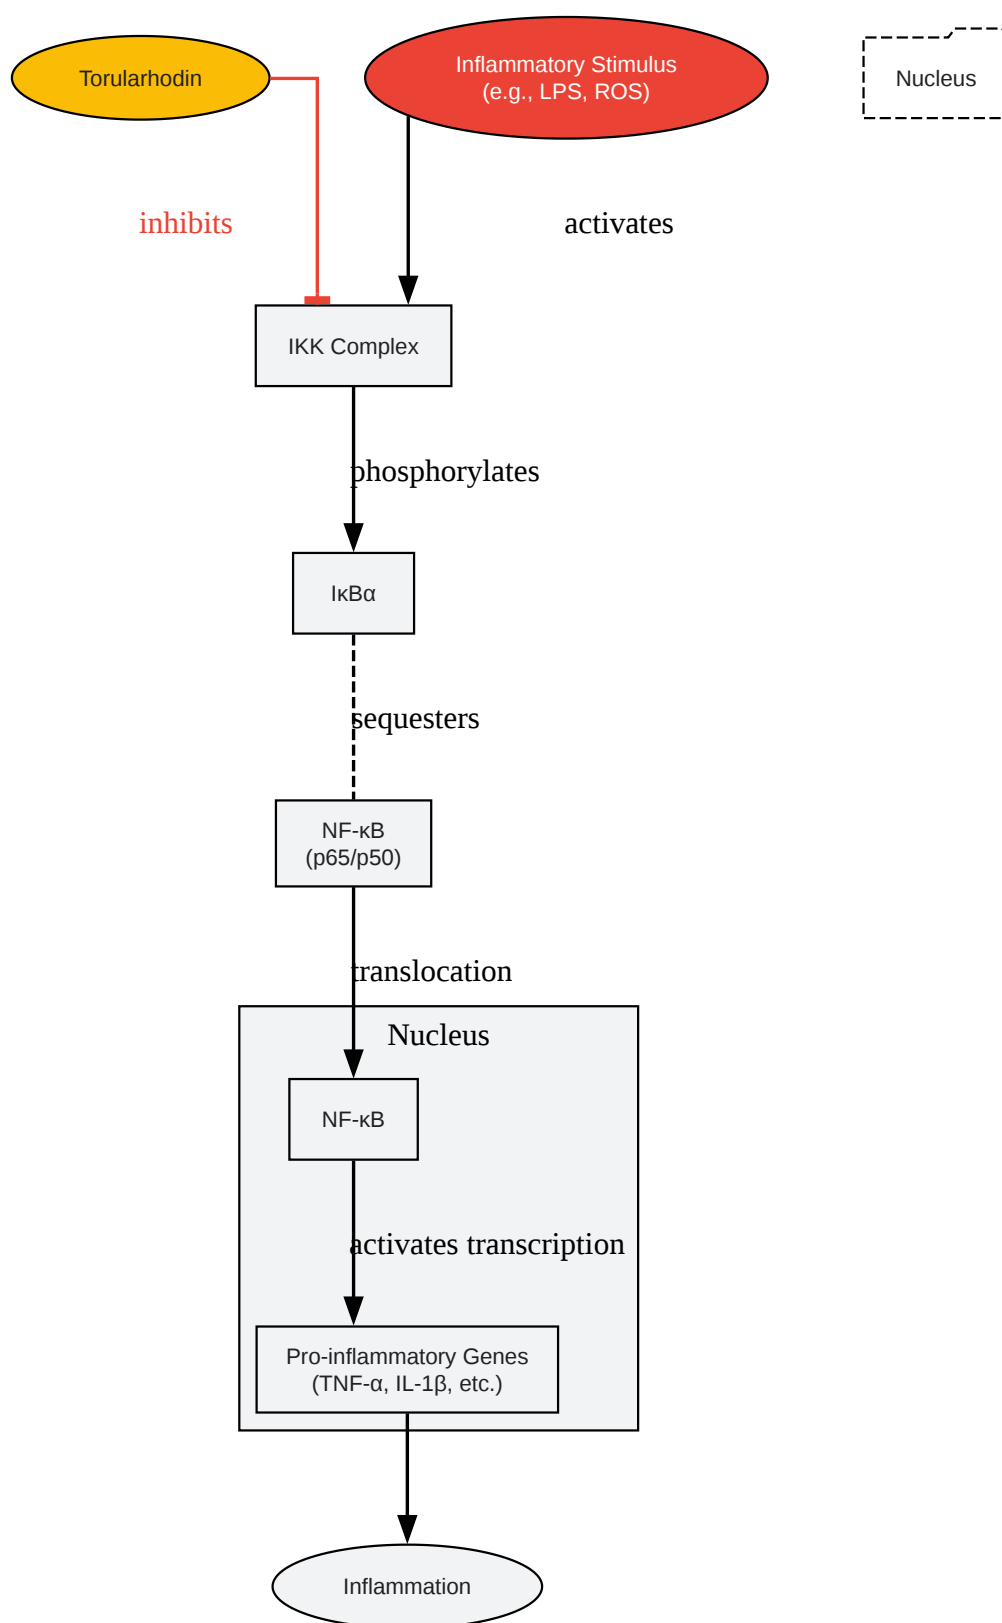 Torularhodin
Inflammatory Stimulus
(e.g., LPS, ROS)
Nucleus
inhibits
activates
IKK Complex
phosphorylates
IκBα
sequesters
NF-κB
(p65/p50)
translocation
Nucleus
NF-κB
activates transcription
Pro-inflammatory Genes
(TNF-α, IL-1β, etc.)
Inflammation